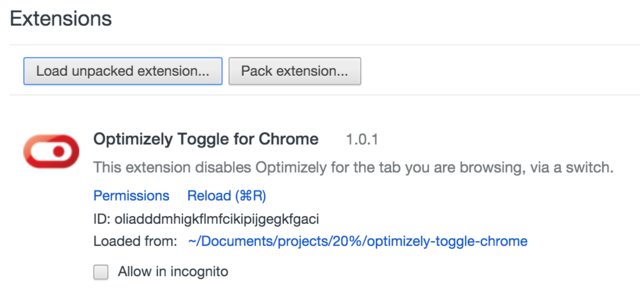 Extensions
Load unpacked extension... Pack extension...
Optimizely Toggle for Chrome 1.0.1
This extension disables Optimizely for the tab you are browsing, via a switch.
Permissions Reload (⌘R)
ID: oliadddmhigkflmfcikipijgegkfgaci
Loaded from: ~/Documents/projects/20%/optimizely-toggle-chrome
Allow in incognito